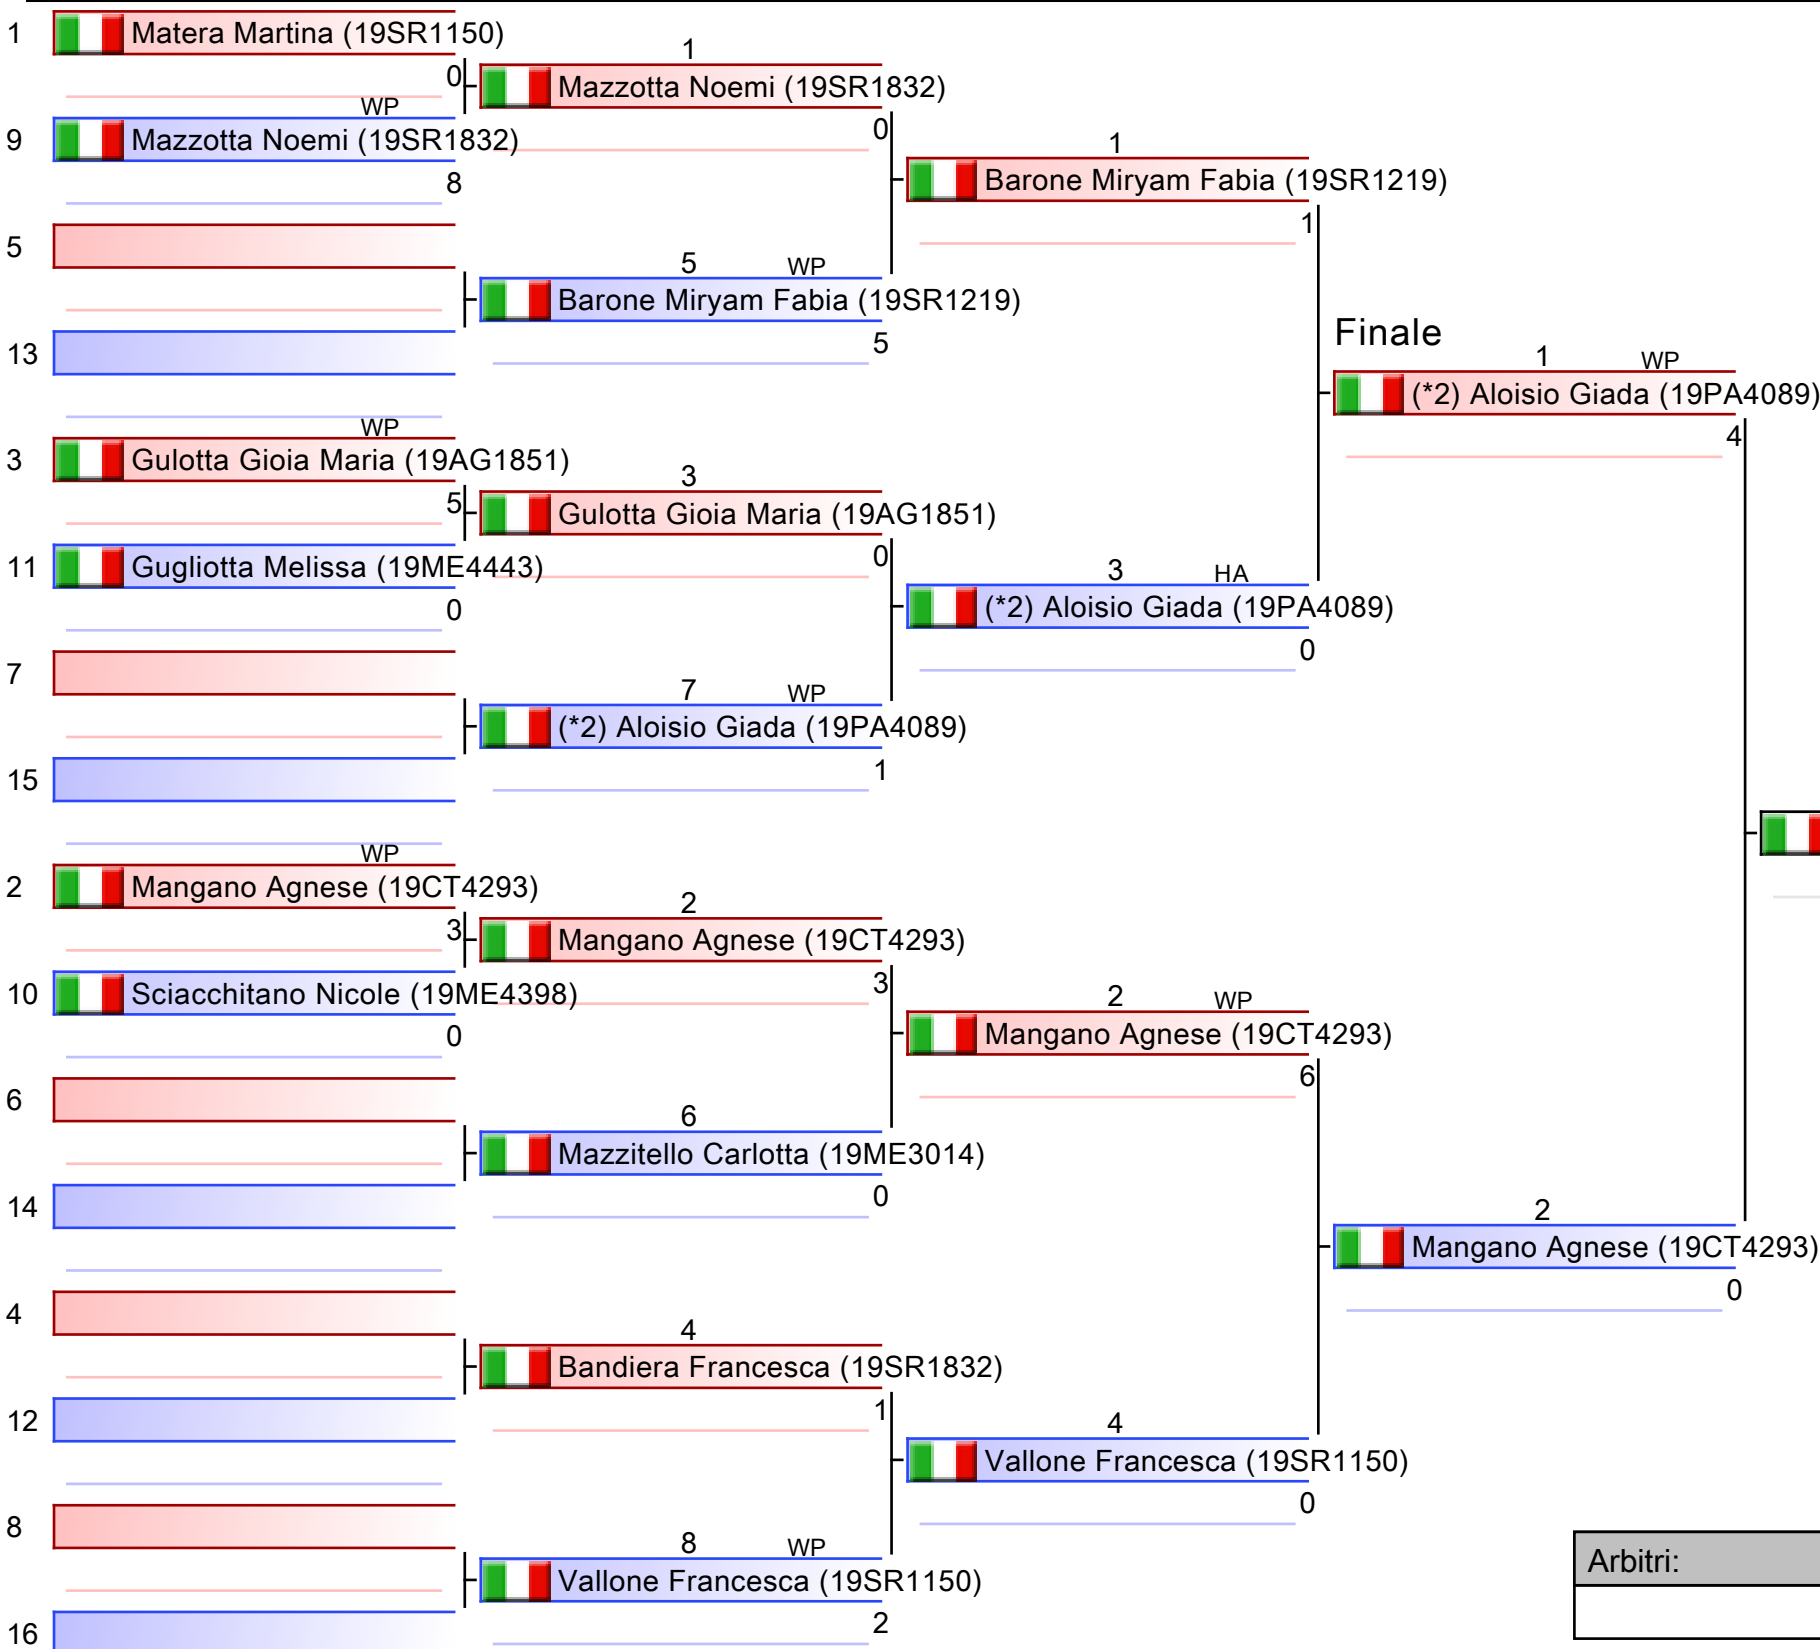 1 Matera Martina (19SR1150)
0
WP
9 Mazzotta Noemi (19SR1832)
8
5
13
WP
3 Gulotta Gioia Maria (19AG1851)
5
11 Gugliotta Melissa (19ME4443)
0
7
15
WP
2 Mangano Agnese (19CT4293)
3
10 Sciacchitano Nicole (19ME4398)
0
6
14
4
12
8
16
1
Mazzotta Noemi (19SR1832)
0
5 WP
Barone Miryam Fabia (19SR1219)
5
3
Gulotta Gioia Maria (19AG1851)
0
7 WP
(*2) Aloisio Giada (19PA4089)
1
2
Mangano Agnese (19CT4293)
3
6
Mazzitello Carlotta (19ME3014)
0
4
Bandiera Francesca (19SR1832)
1
8 WP
Vallone Francesca (19SR1150)
2
1
Barone Miryam Fabia (19SR1219)
1
3 HA
(*2) Aloisio Giada (19PA4089)
0
2 WP
Mangano Agnese (19CT4293)
6
4
Vallone Francesca (19SR1150)
0
Finale
1 WP
(*2) Aloisio Giada (19PA4089)
4
2
Mangano Agnese (19CT4293)
0
Arbitri: